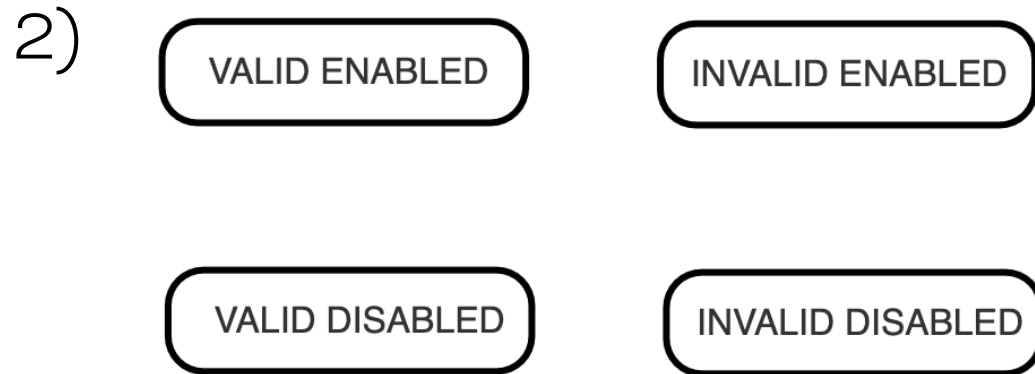 2)
VALID ENABLED
INVALID ENABLED
VALID DISABLED
INVALID DISABLED